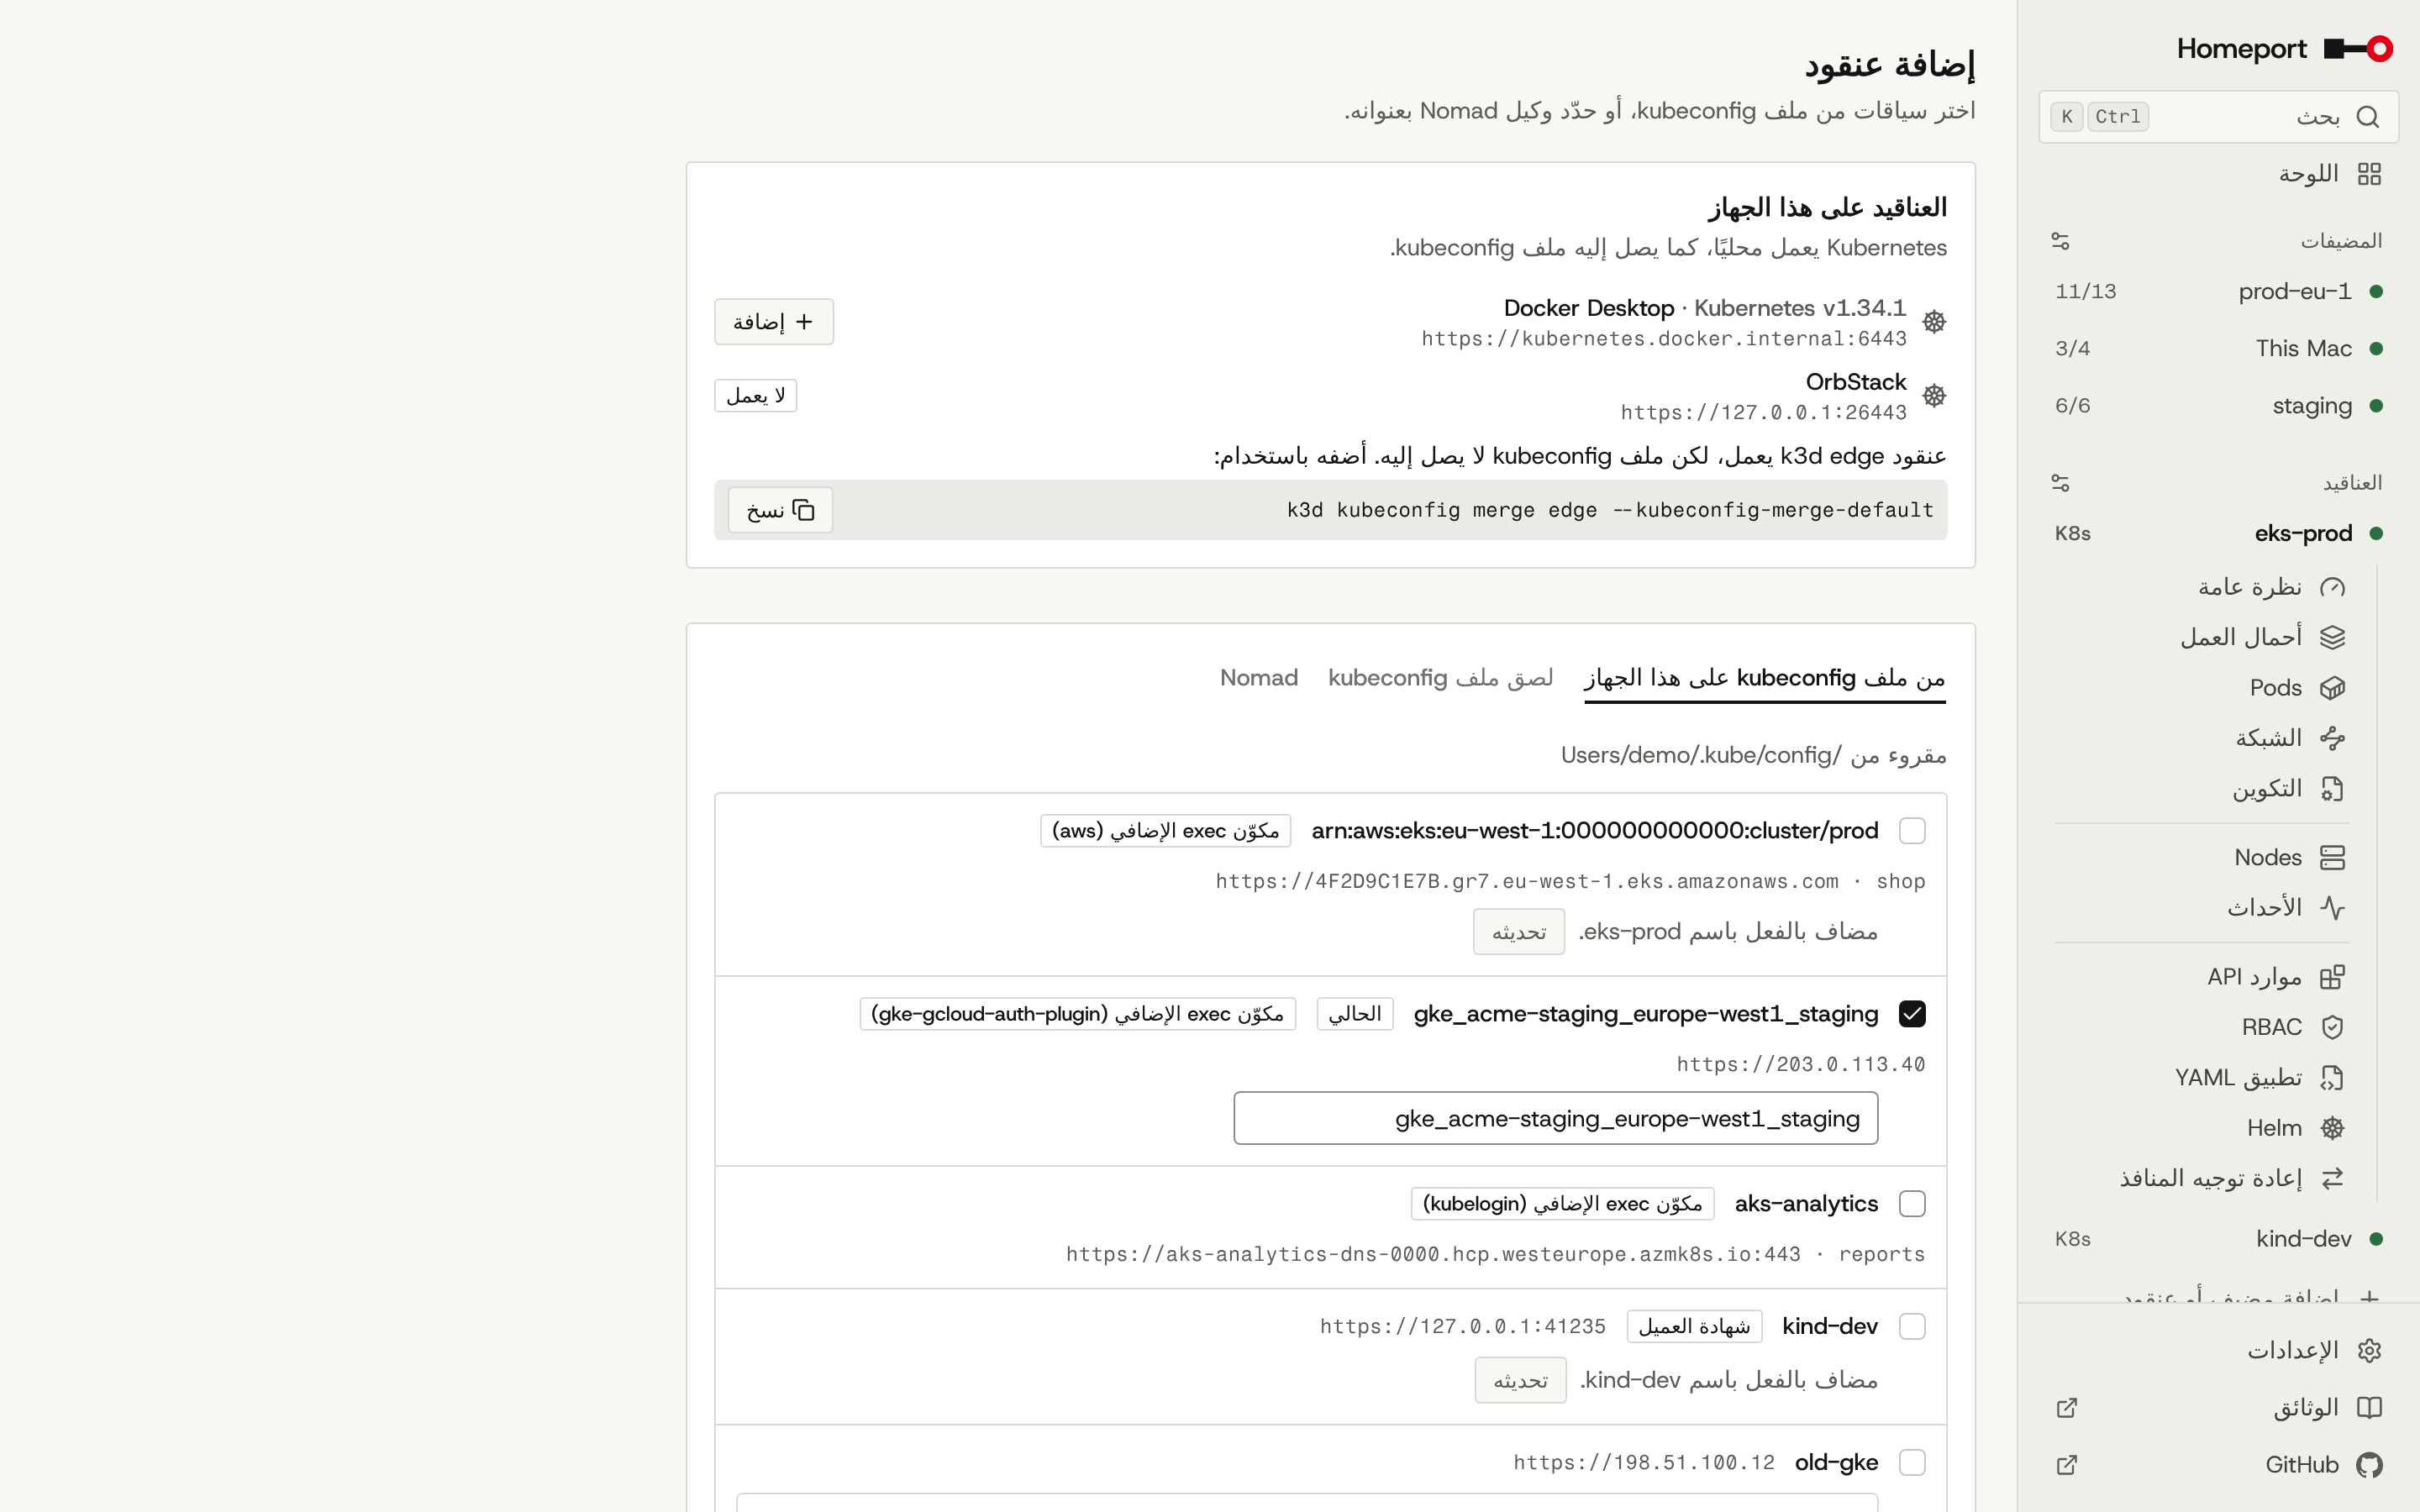 Homeport
بحث
Ctrl K
اللوحة
المضيفات
prod-eu-1 11/13
This Mac 3/4
staging 6/6
العناقيد
eks-prod K8s
نظرة عامة
أحمال العمل
Pods
الشبكة
التكوين
Nodes
الأحداث
موارد API
RBAC
تطبيق YAML
Helm
إعادة توجيه المنافذ
kind-dev K8s
إضافة مضيف أو عنقود
الإعدادات
الوثائق
GitHub
إضافة عنقود
اختر سياقات من ملف kubeconfig، أو حدّد وكيل Nomad بعنوانه.
العناقيد على هذا الجهاز
Kubernetes يعمل محليًا، كما يصل إليه ملف kubeconfig.
Docker Desktop · Kubernetes v1.34.1
https://kubernetes.docker.internal:6443
إضافة
OrbStack
https://127.0.0.1:26443
لا يعمل
عنقود k3d edge يعمل، لكن ملف kubeconfig لا يصل إليه. أضفه باستخدام:
k3d kubeconfig merge edge --kubeconfig-merge-default
نسخ
من ملف kubeconfig على هذا الجهاز
لصق ملف kubeconfig
Nomad
مقروء من /Users/demo/.kube/config
arn:aws:eks:eu-west-1:000000000000:cluster/prod مكوّن exec الإضافي (aws)
https://4F2D9C1E7B.gr7.eu-west-1.eks.amazonaws.com · shop
مضاف بالفعل باسم eks-prod. تحديثه
gke_acme-staging_europe-west1_staging الحالي مكوّن exec الإضافي (gke-gcloud-auth-plugin)
https://203.0.113.40
gke_acme-staging_europe-west1_staging
aks-analytics مكوّن exec الإضافي (kubelogin)
https://aks-analytics-dns-0000.hcp.westeurope.azmk8s.io:443 · reports
kind-dev شهادة العميل https://127.0.0.1:41235
مضاف بالفعل باسم kind-dev. تحديثه
old-gke https://198.51.100.12